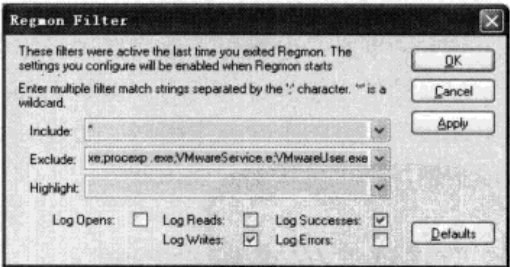 Regmon Filter
These filters were active the last time you exited Regmon. The
settings you configure will be enabled when Regmon starts
Enter multiple filter match strings separated by the ';' character. '*' is a
wildcard.
OK
Cancel
Apply
Include: *
Exclude: xe;procexp .exe;VMwareService.e;VMwareUser.exe
Highlight:
Log Opens: Log Reads: Log Successes:
Log Writes: Log Errors:
Defaults